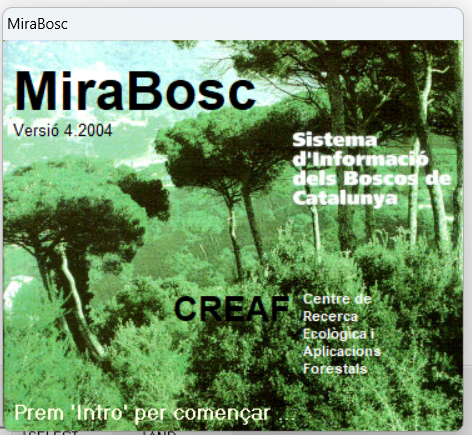 MiraBosc
MiraBosc
Versió 4.2004
Sistema
d'Informació
dels Boscos de
Catalunya
CREAF
Centre de
Recerca
Ecològica i
Aplicacions
Forestals
Prem 'Intro' per començar ...